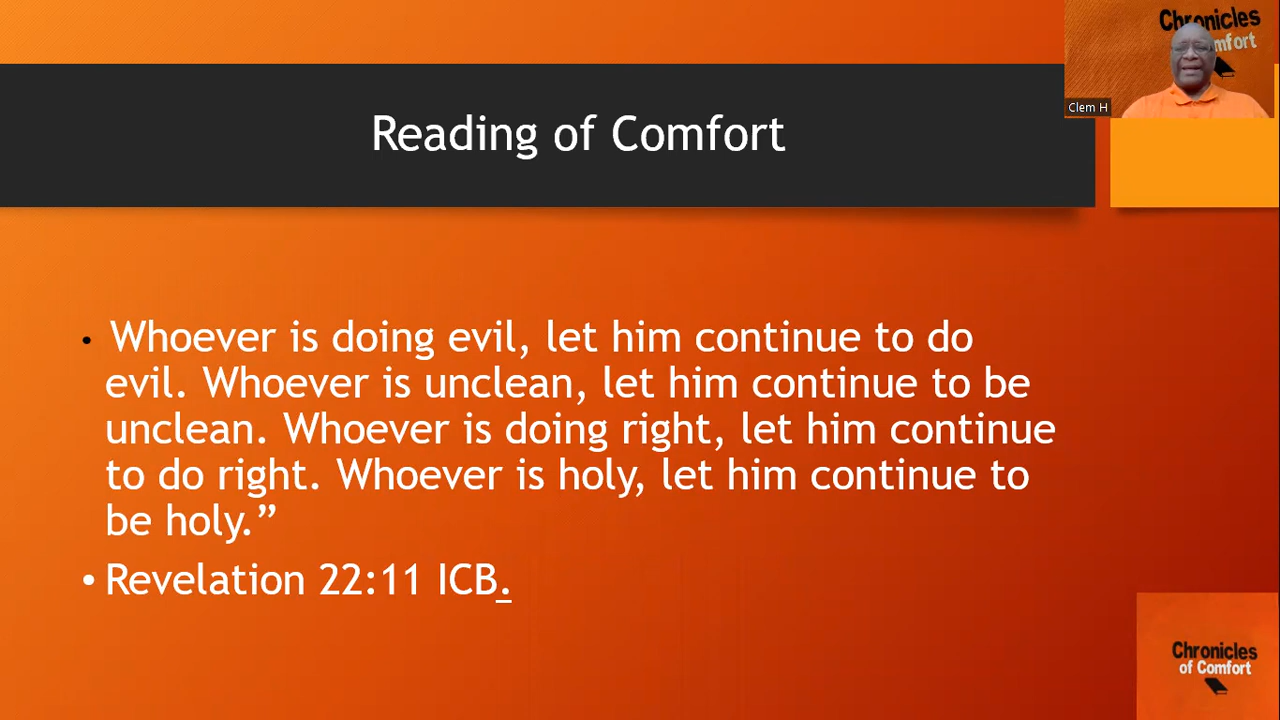 Chronicles
mfort
Clem H
Reading of Comfort
• Whoever is doing evil, let him continue to do
evil. Whoever is unclean, let him continue to be
unclean. Whoever is doing right, let him continue
to do right. Whoever is holy, let him continue to
be holy.”
• Revelation 22:11 ICB.
Chronicles
of Comfort